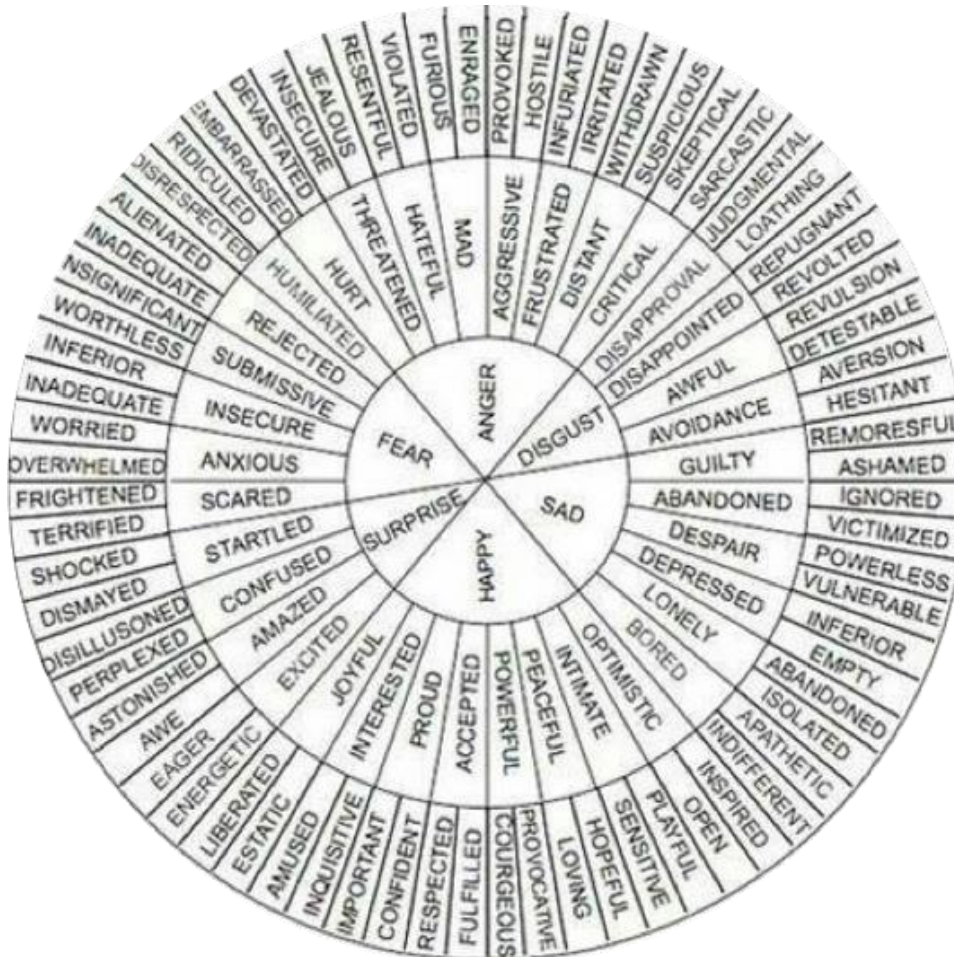 ANGER
DISGUST
SAD
HAPPY
SURPRISE
FEAR
MAD
AGGRESSIVE
FRUSTRATED
DISTANT
CRITICAL
DISAPPROVAL
DISAPPOINTED
AWFUL
AVOIDANCE
GUILTY
ABANDONED
DESPAIR
DEPRESSED
LONELY
BORED
OPTIMISTIC
INTIMATE
PEACEFUL
POWERFUL
ACCEPTED
PROUD
INTERESTED
JOYFUL
EXCITED
AMAZED
CONFUSED
STARTLED
SCARED
ANXIOUS
INSECURE
SUBMISSIVE
REJECTED
HUMILIATED
HURT
THREATENED
HATEFUL
ENRAGED
PROVOKED
HOSTILE
INFURIATED
IRRITATED
WITHDRAWN
SUSPICIOUS
SKEPTICAL
SARCASTIC
JUDGMENTAL
LOATHING
REPUGNANT
REVOLTED
REVULSION
DETESTABLE
AVERSION
HESITANT
REMORESFUL
ASHAMED
IGNORED
VICTIMIZED
POWERLESS
VULNERABLE
INFERIOR
EMPTY
ABANDONED
ISOLATED
APATHETIC
INDIFFERENT
INSPIRED
OPEN
PLAYFUL
SENSITIVE
HOPEFUL
LOVING
PROVOCATIVE
COURGEOUS
FULFILLED
RESPECTED
CONFIDENT
IMPORTANT
INQUISITIVE
AMUSED
ESTATIC
LIBERATED
ENERGETIC
EAGER
AWE
ASTONISHED
PERPLEXED
DISILLUSONED
DISMAYED
SHOCKED
TERRIFIED
FRIGHTENED
OVERWHELMED
WORRIED
INADEQUATE
INFERIOR
WORTHLESS
NSIGNIFICANT
INADEQUATE
ALIENATED
DISRESPECTED
RIDICULED
EMBARRASSED
DEVASTATED
INSECURE
JEALOUS
RESENTFUL
VIOLATED
FURIOUS